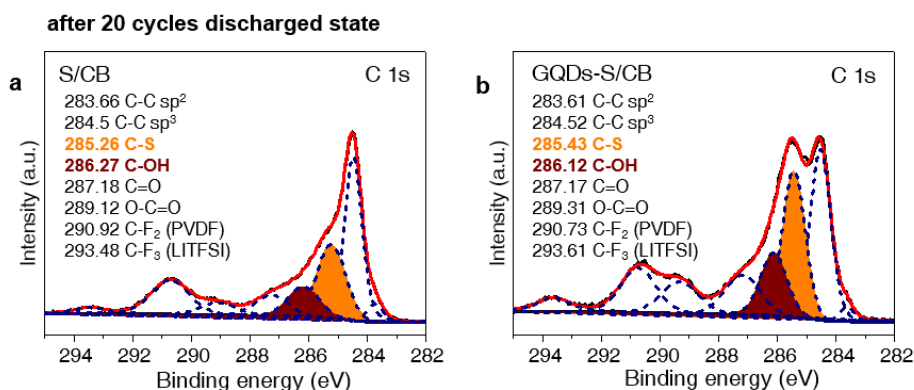 after 20 cycles discharged state
a
S/CB
C 1s
283.66 C-C sp²
284.5 C-C sp³
285.26 C-S
286.27 C-OH
287.18 C=O
289.12 O-C=O
290.92 C-F₂ (PVDF)
293.48 C-F₃ (LITFSI)
Intensity (a.u.)
294 292 290 288 286 284 282
Binding energy (eV)
b
GQDs-S/CB
C 1s
283.61 C-C sp²
284.52 C-C sp³
285.43 C-S
286.12 C-OH
287.17 C=O
289.31 O-C=O
290.73 C-F₂ (PVDF)
293.61 C-F₃ (LITFSI)
Intensity (a.u.)
294 292 290 288 286 284 282
Binding energy (eV)